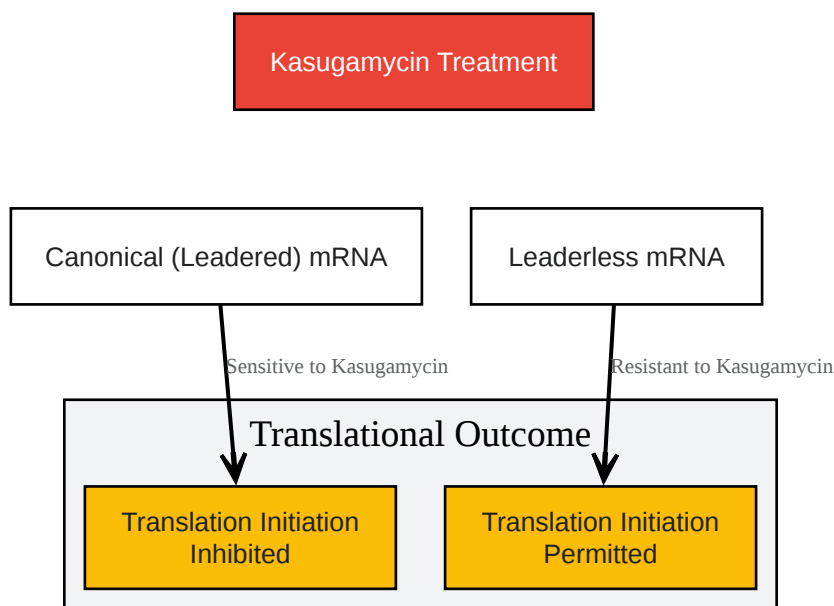 Kasugamycin Treatment
Canonical (Leadered) mRNA
Leaderless mRNA
Sensitive to Kasugamycin
Resistant to Kasugamycin
Translational Outcome
Translation Initiation
Inhibited
Translation Initiation
Permitted